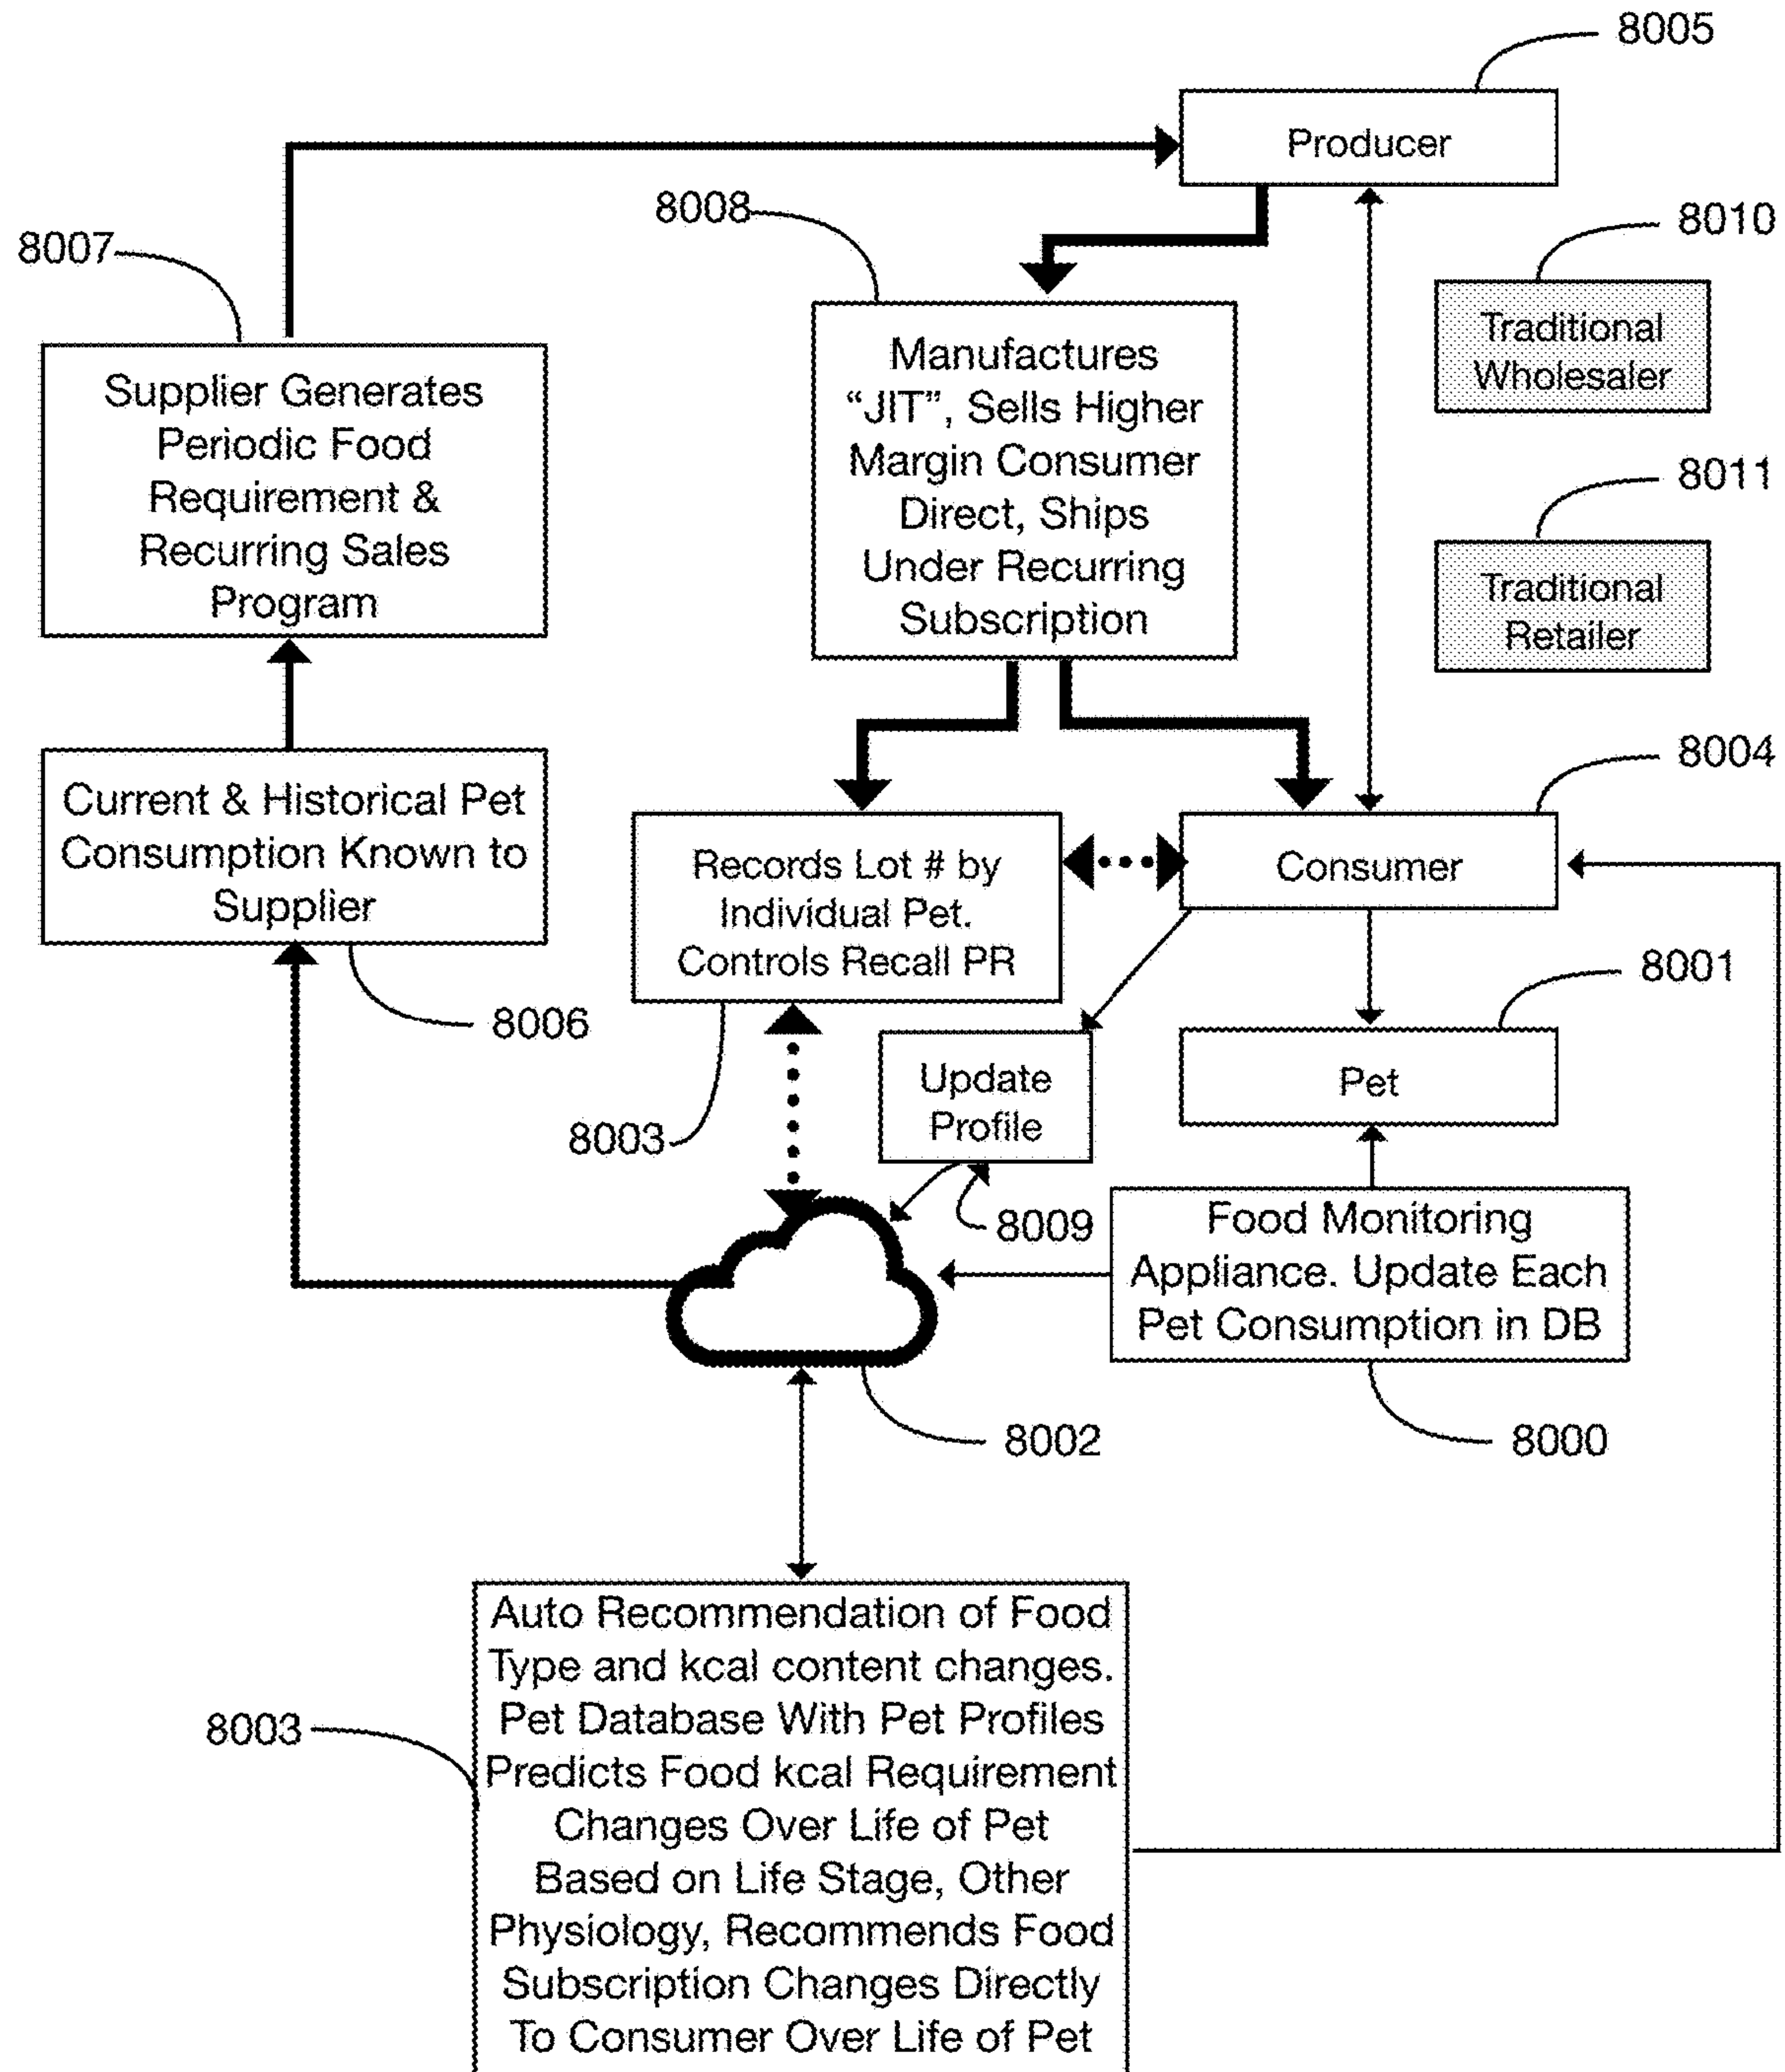 8005
Producer
8008
8010
8007
Traditional
Wholesaler
Manufactures
“JIT”, Sells Higher
Margin Consumer
Direct, Ships
Under Recurring
Subscription
Supplier Generates
Periodic Food
Requirement &
Recurring Sales
Program
8011
Traditional
Retailer
8004
Current & Historical Pet
Consumption Known to
Supplier
Records Lot # by
Individual Pet.
Controls Recall PR
Consumer
8001
8006
Update
Profile
Pet
8003
8009
Food Monitoring
Appliance. Update Each
Pet Consumption in DB
8002
8000
Auto Recommendation of Food
Type and kcal content changes.
Pet Database With Pet Profiles
8003
Predicts Food kcal Requirement
Changes Over Life of Pet
Based on Life Stage, Other
Physiology, Recommends Food
Subscription Changes Directly
To Consumer Over Life of Pet